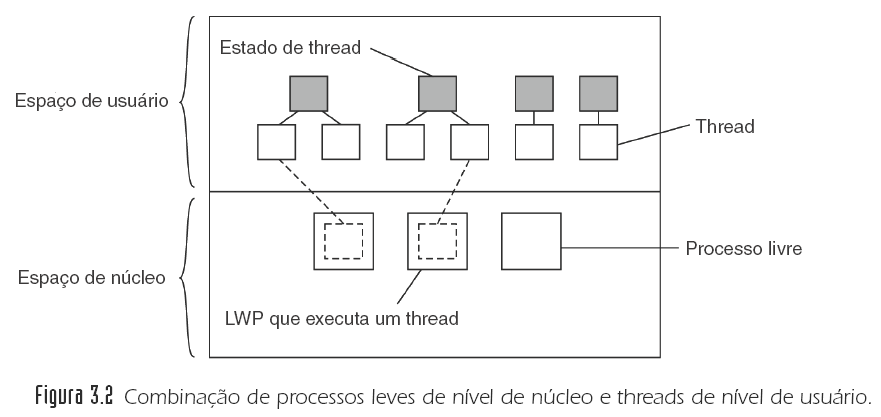 Estado de thread
Espaço de usuário
Thread
Processo livre
Espaço de núcleo
LWP que executa um thread
Figura 3.2 Combinação de processos leves de nível de núcleo e threads de nível de usuário.